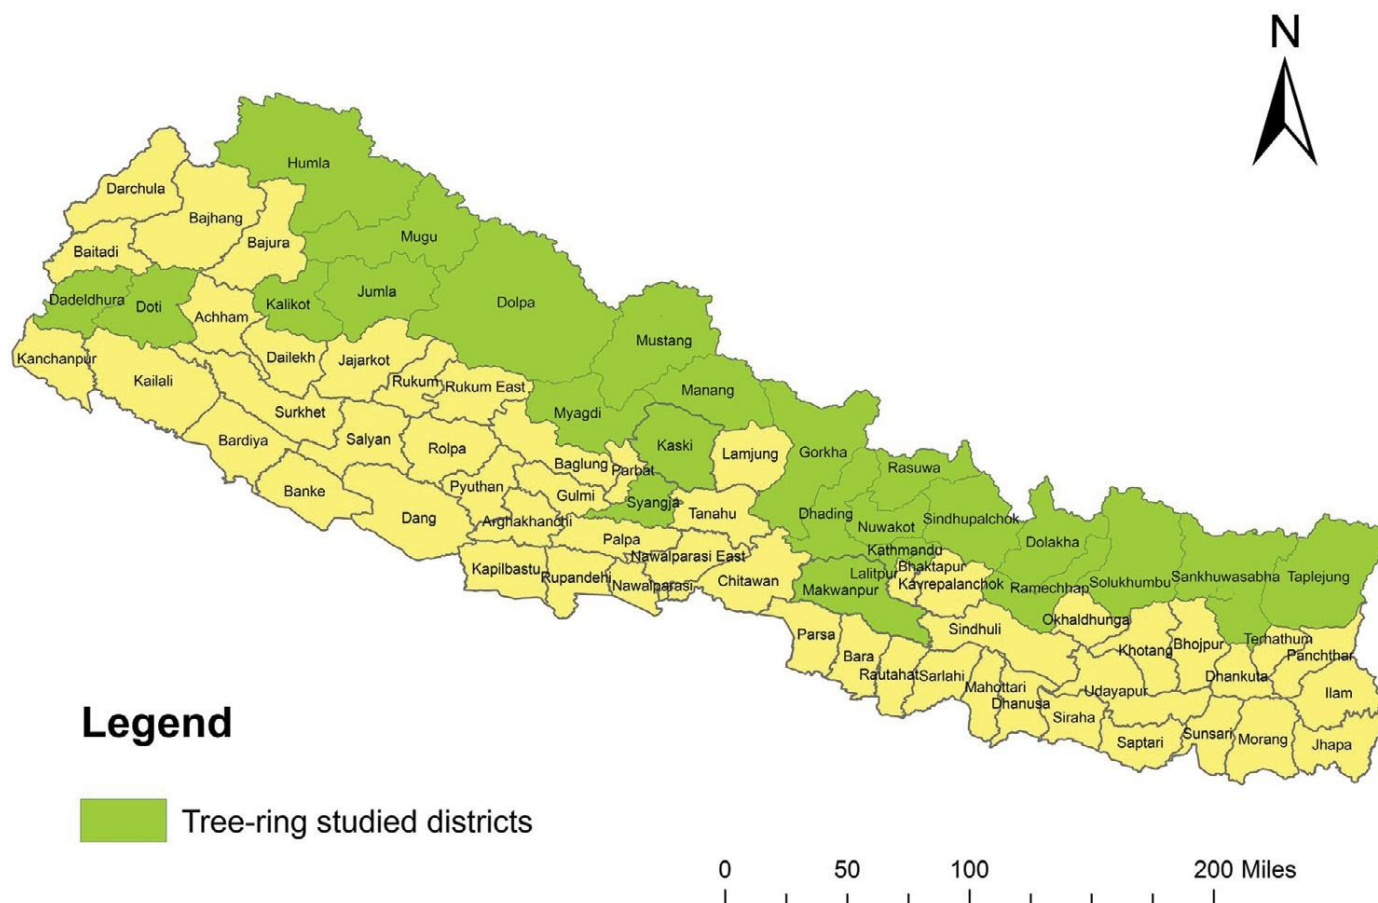 N
Humla
Darchula
Bajhang
Mugu
Bajura
Baitadi
Jumla
Dadeldhura
Doti
Kalikot
Dolpa
Achham
Mustang
Kanchanpur
Dailekh
Jajarkot
Kailali
Rukum
Rukum East
Manang
Surkhet
Myagdi
Bardiya
Salyan
Rolpa
Kaski
Lamjung
Gorkha
Baglung
Parbat
Rasuwa
Banke
Pyuthan
Gulmi
Syangja
Dang
Arghakhanchi
Tanahu
Dhading
Nuwakot
Sindhupalchok
Palpa
Dolakha
Kathmandu
Nawalparasi East
Bhaktapur
Kapilbastu
Rupandehi
Nawalparasi
Chitawan
Lalitpur
Makwanpur
Kavrepalanchok
Ramechhap
Solukhumbu
Sankhuwasabha
Taplejung
Okhaldhunga
Parsa
Sindhuli
Terhathum
Khotang
Bhojpur
Panchthar
Bara
Rautahat
Sarlahi
Mahottari
Dhankuta
Udayapur
Ilam
Dhanusa
Siraha
Saptari
Sunsari
Morang
Jhapa
Legend
Tree-ring studied districts
0 50 100 200 Miles